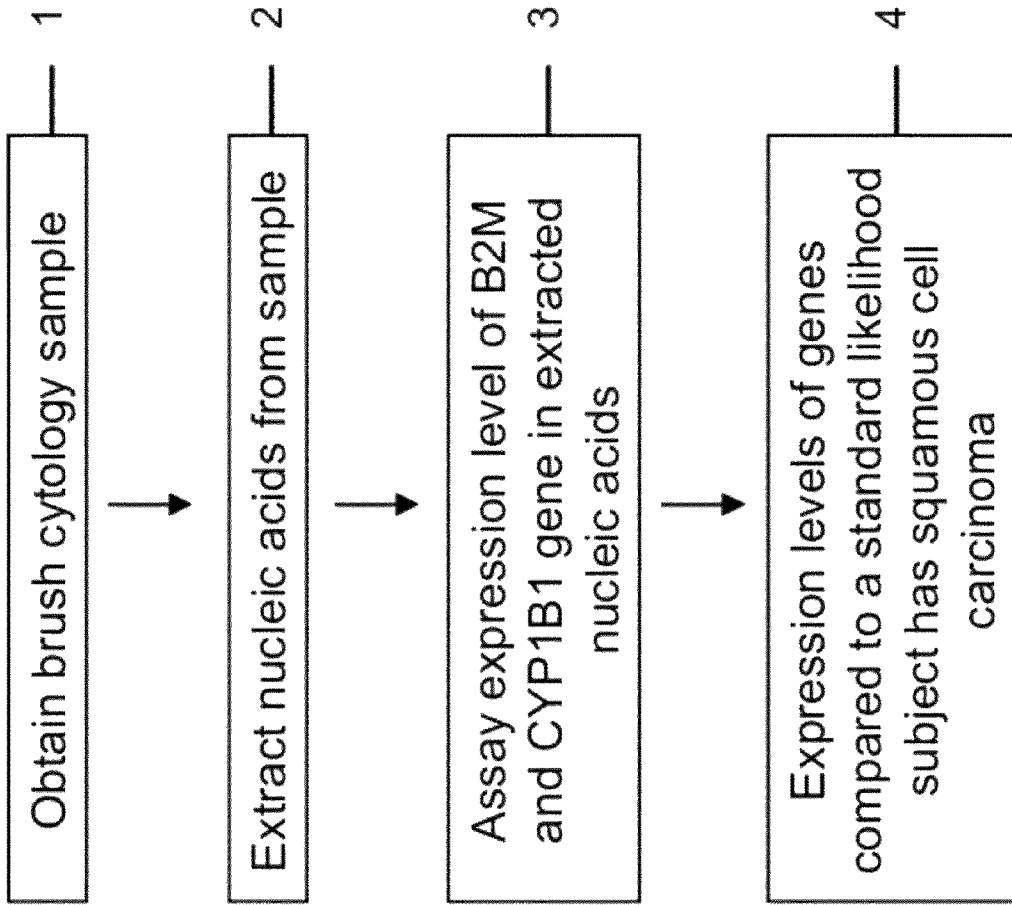 Obtain brush cytology sample
1
Extract nucleic acids from sample
2
Assay expression level of B2M
and CYP1B1 gene in extracted
nucleic acids
3
Expression levels of genes
compared to a standard likelihood
subject has squamous cell
carcinoma
4